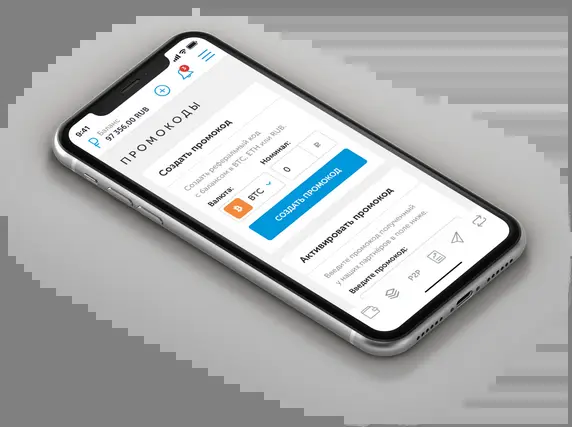 9:41
Баланс
97 356,00 RUB
ПРОМОКОДЫ
Создать промокод
Создать реферальный код
с балансом в BTC, ETH или RUB.
Валюта:
Номинал:
BTC
0
₽
СОЗДАТЬ ПРОМОКОД
Активировать промокод
Введите промокод полученный
у наших партнёров в поле ниже.
Введите промокод:
P2P